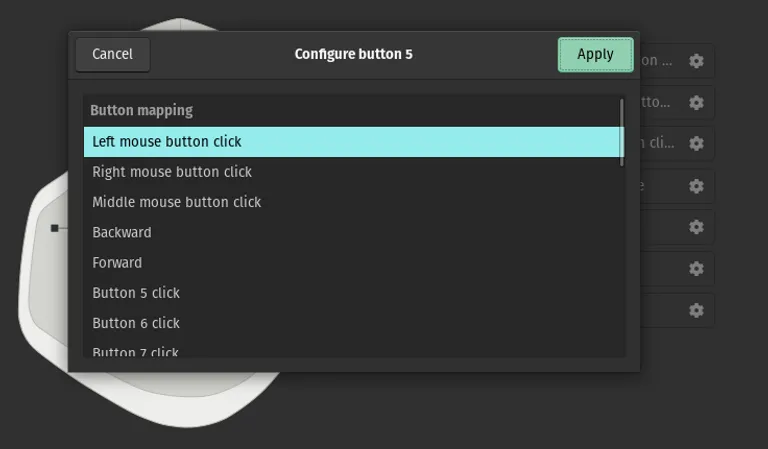 Cancel
Configure button 5
Apply
on ...
tto...
Button mapping
Left mouse button click
n cli...
Right mouse button click
e
Middle mouse button click
Backward
Forward
Button 5 click
Button 6 click
Button 7 click